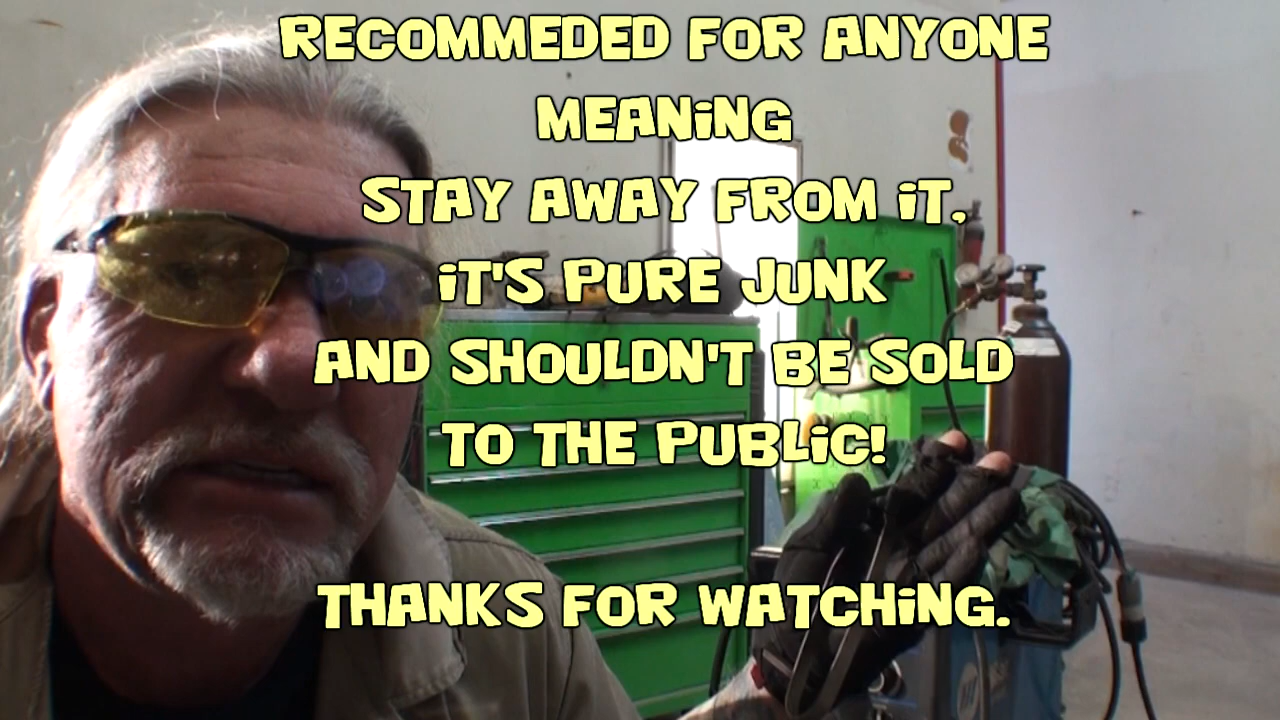 RECOMMEDED FOR ANYONE
MEANiNG
STAY AWAY FROM iT,
iT'S PURE JUNK
AND SHOULDN'T BE SOLD
TO THE PUBLiC!
THANKS FOR WATCHiNG.